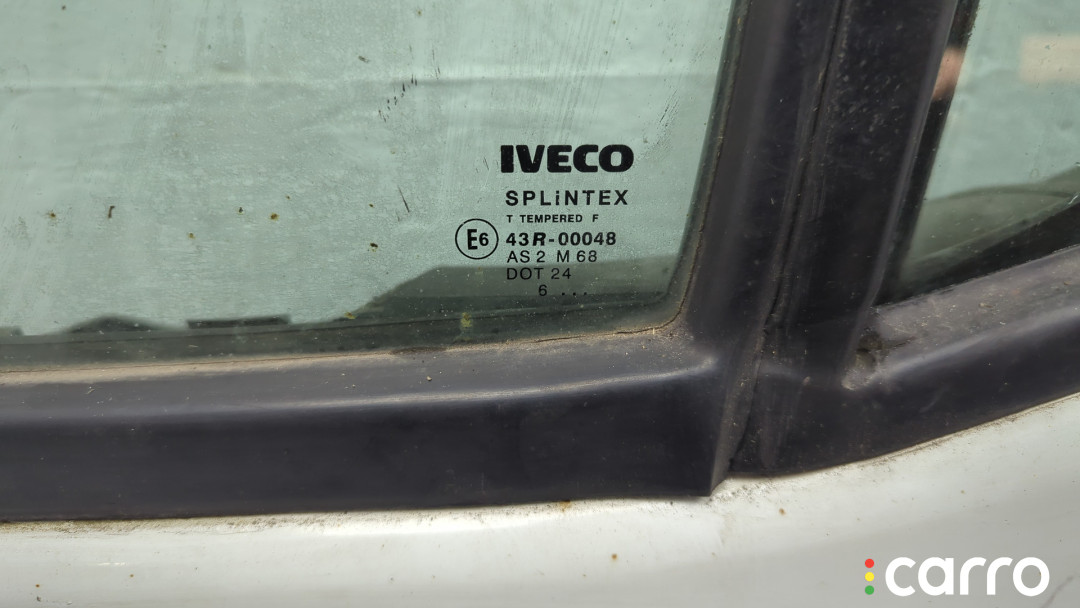 IVECO
SPLiNTEX
T TEMPERED F
E6 43R-00048
AS 2 M 68
DOT 24
6 ...
carro